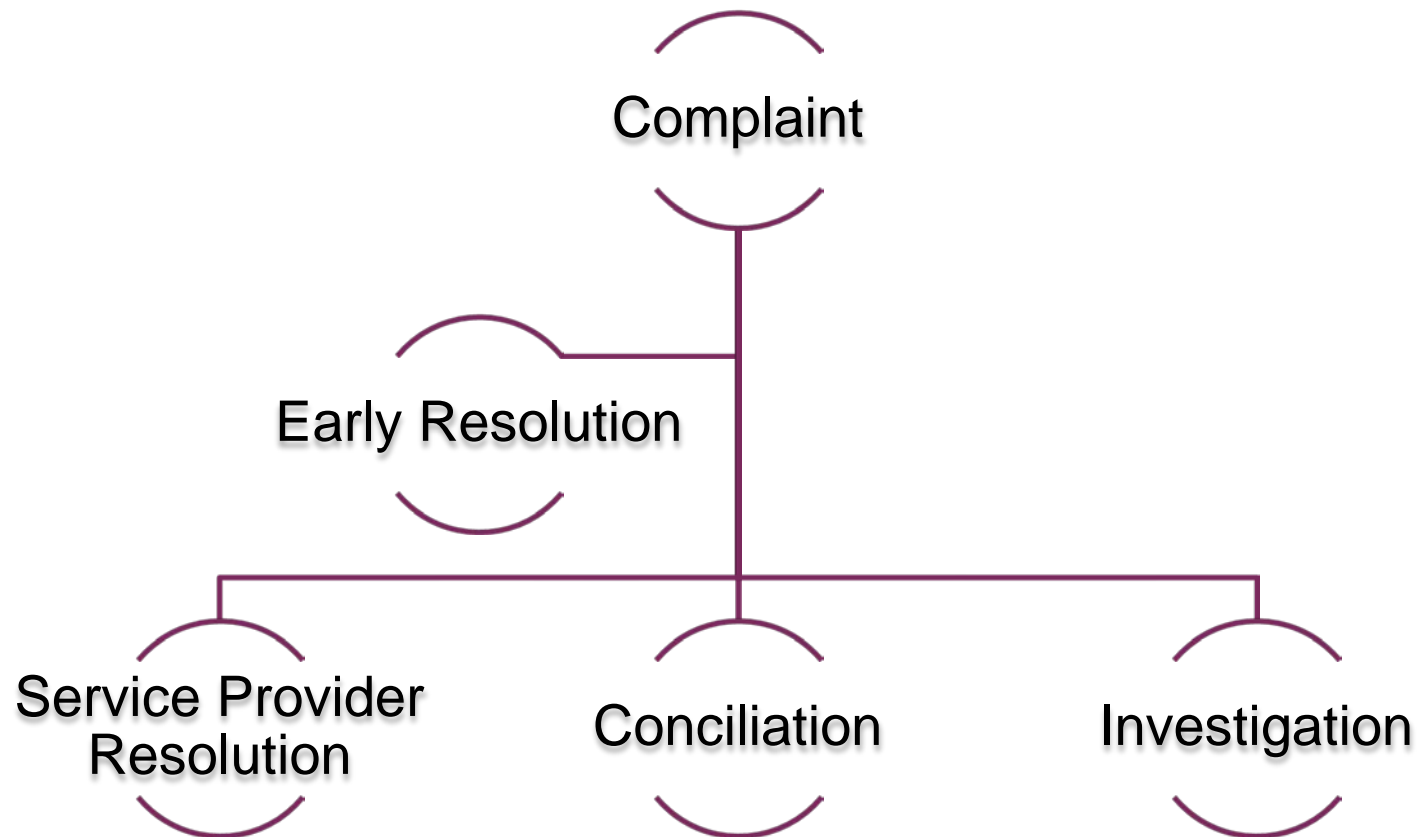 Complaint
Early Resolution
Service Provider
Resolution
Conciliation
Investigation